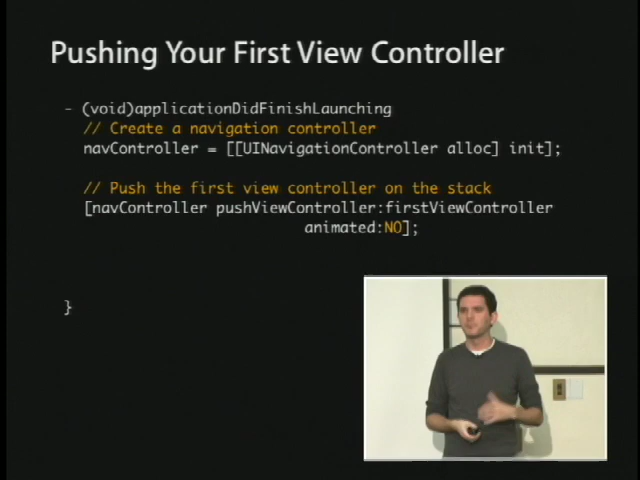 Pushing Your First View Controller
- (void)applicationDidFinishLaunching
// Create a navigation controller
navController = [[UINavigationController alloc] init];
// Push the first view controller on the stack
[navController pushViewController:firstViewController
animated:NO];
}